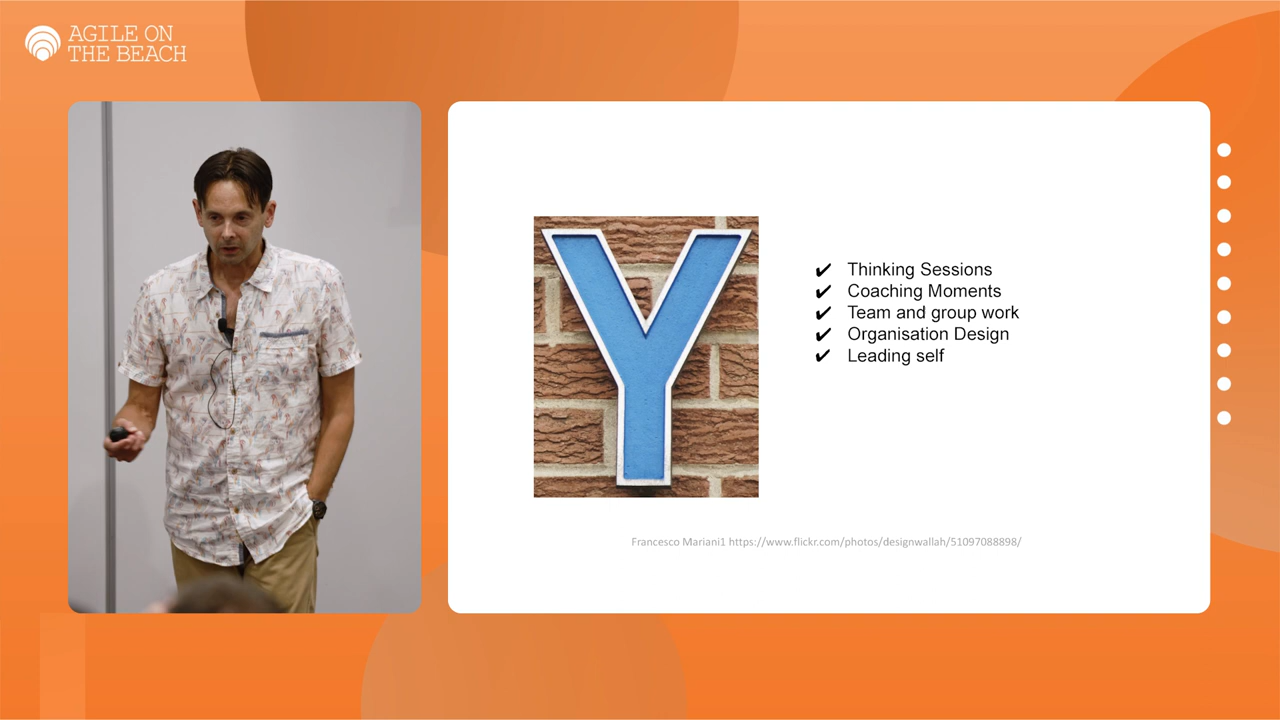 AGILE ON
THE BEACH
Y
✔ Thinking Sessions
✔ Coaching Moments
✔ Team and group work
✔ Organisation Design
✔ Leading self
Francesco Mariani1 https://www.flickr.com/photos/designwallah/51097088898/